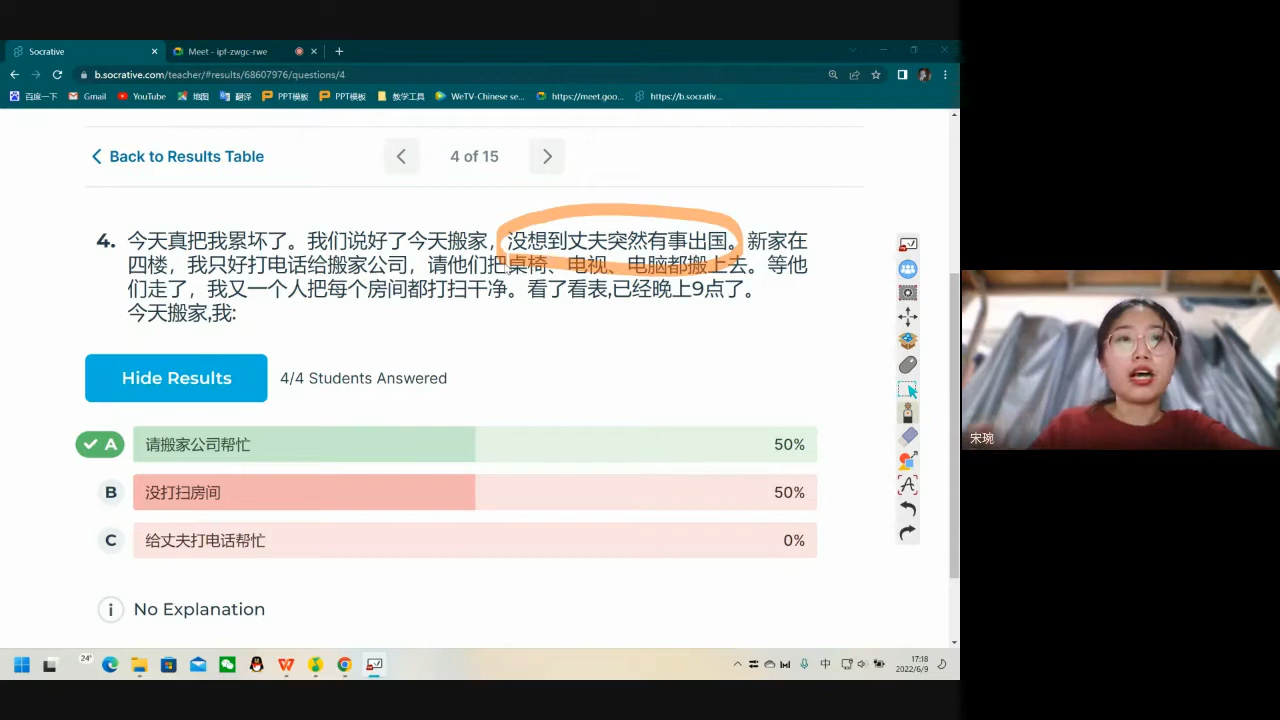 Socrative
Meet - ipf-zwgc-rwe
b.socrative.com/teacher/#results/68607976/questions/4
百度一下 Gmail YouTube 地图 翻译 PPT模板 PPT模板 教学工具 WeTV-Chinese se... https://meet.goo... https://b.socrativ...
Back to Results Table
4 of 15
4. 今天真把我累坏了。我们说好了今天搬家，没想到丈夫突然有事出国。新家在
四楼，我只好打电话给搬家公司，请他们把桌椅、电视、电脑都搬上去。等他
们走了，我又一个人把每个房间都打扫干净。看了看表,已经晚上9点了。
今天搬家,我:
Hide Results 4/4 Students Answered
A 请搬家公司帮忙 50%
B 没打扫房间 50%
C 给丈夫打电话帮忙 0%
No Explanation
宋琬
24°
中
17:18
2022/6/9